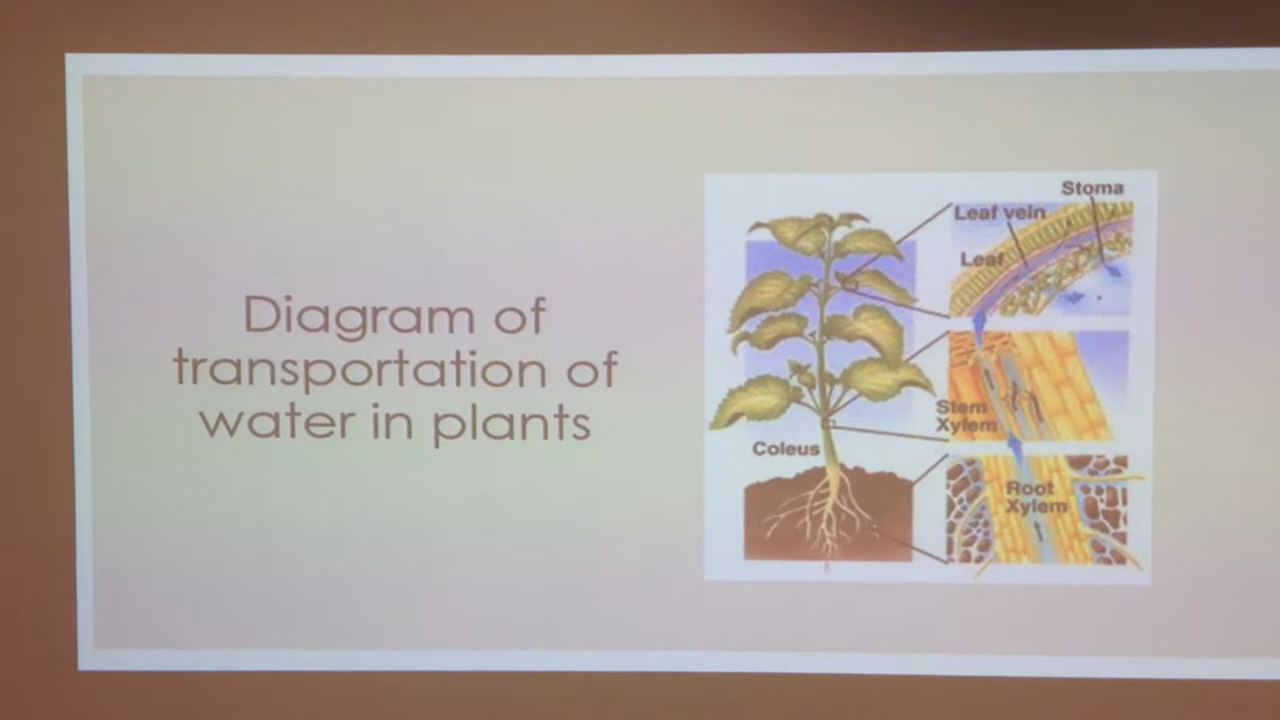 Diagram of
transportation of
water in plants
Stoma
Leaf vein
Leaf
Stem
Xylem
Coleus
Root
Xylem